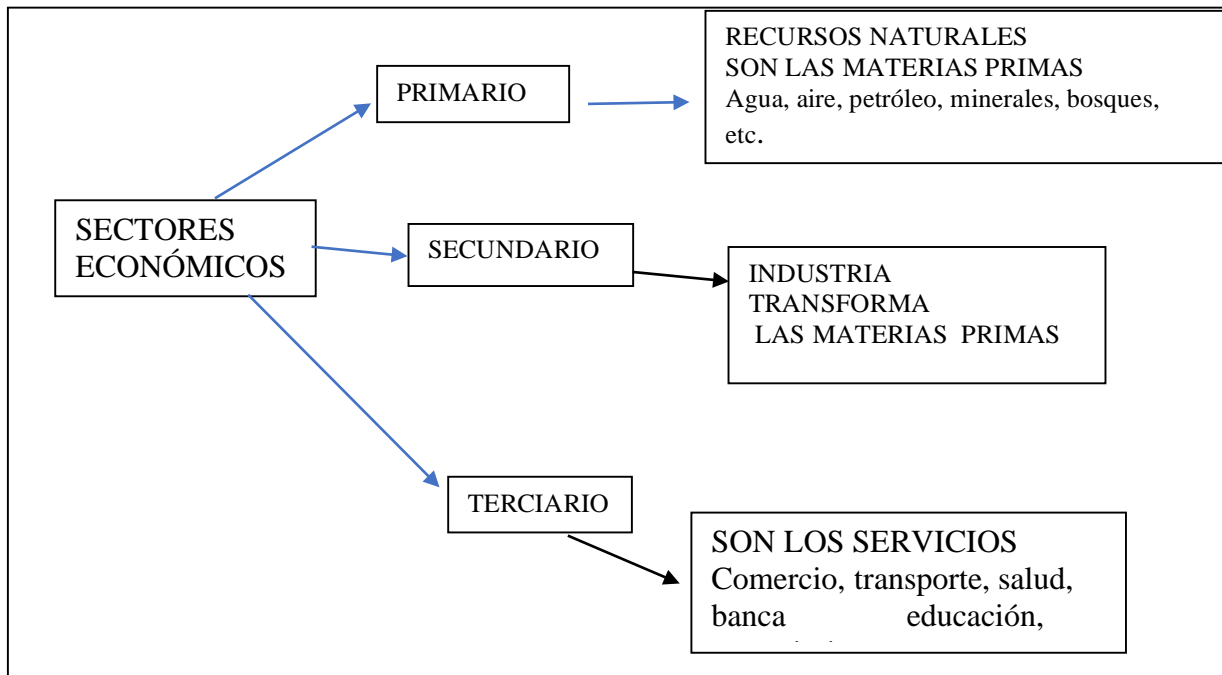 RECURSOS NATURALES
SON LAS MATERIAS PRIMAS
Agua, aire, petróleo, minerales, bosques,
etc.
PRIMARIO
SECTORES
ECONÓMICOS
SECUNDARIO
INDUSTRIA
TRANSFORMA
LAS MATERIAS PRIMAS
TERCIARIO
SON LOS SERVICIOS
Comercio, transporte, salud,
banca educación,